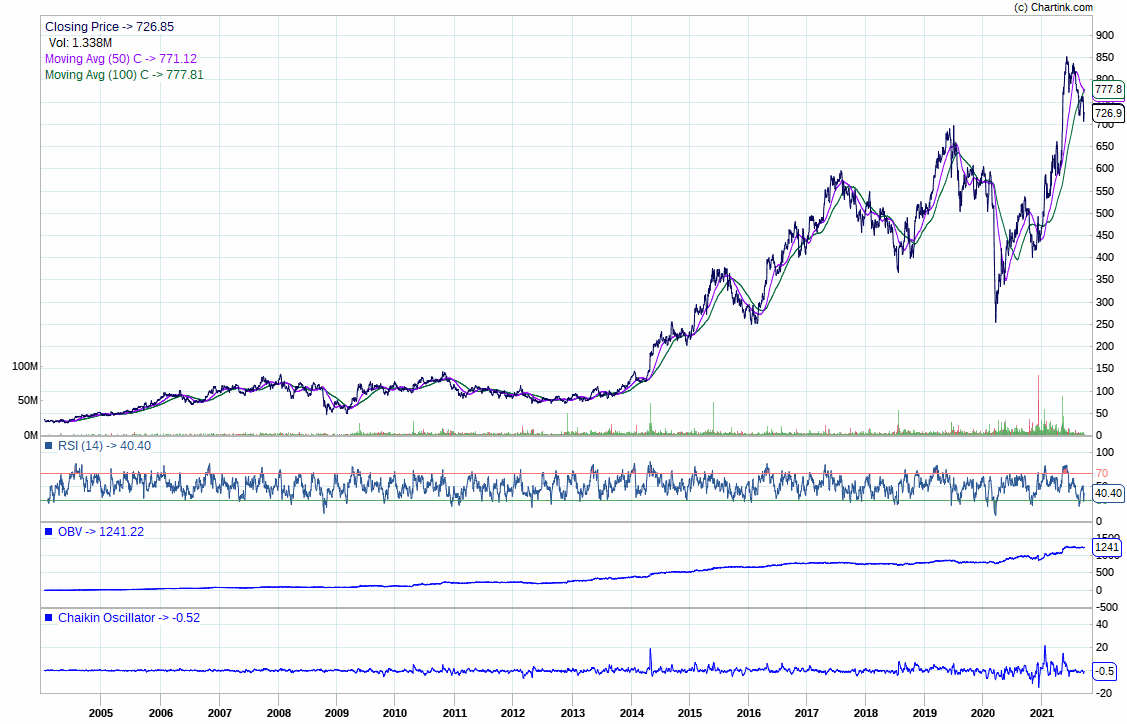 (c) Chartink.com
Closing Price -> 726.85
Vol: 1.338M
Moving Avg (50) C -> 771.12
Moving Avg (100) C -> 777.81
900
850
800
777.8
726.9
700
650
600
550
500
450
400
350
300
250
200
150
100
50
0
100M
50M
0M
RSI (14) -> 40.40
100
70
40.40
0
OBV -> 1241.22
1500
1241
500
0
-500
Chaikin Oscillator -> -0.52
40
20
-0.5
-20
2005 2006 2007 2008 2009 2010 2011 2012 2013 2014 2015 2016 2017 2018 2019 2020 2021